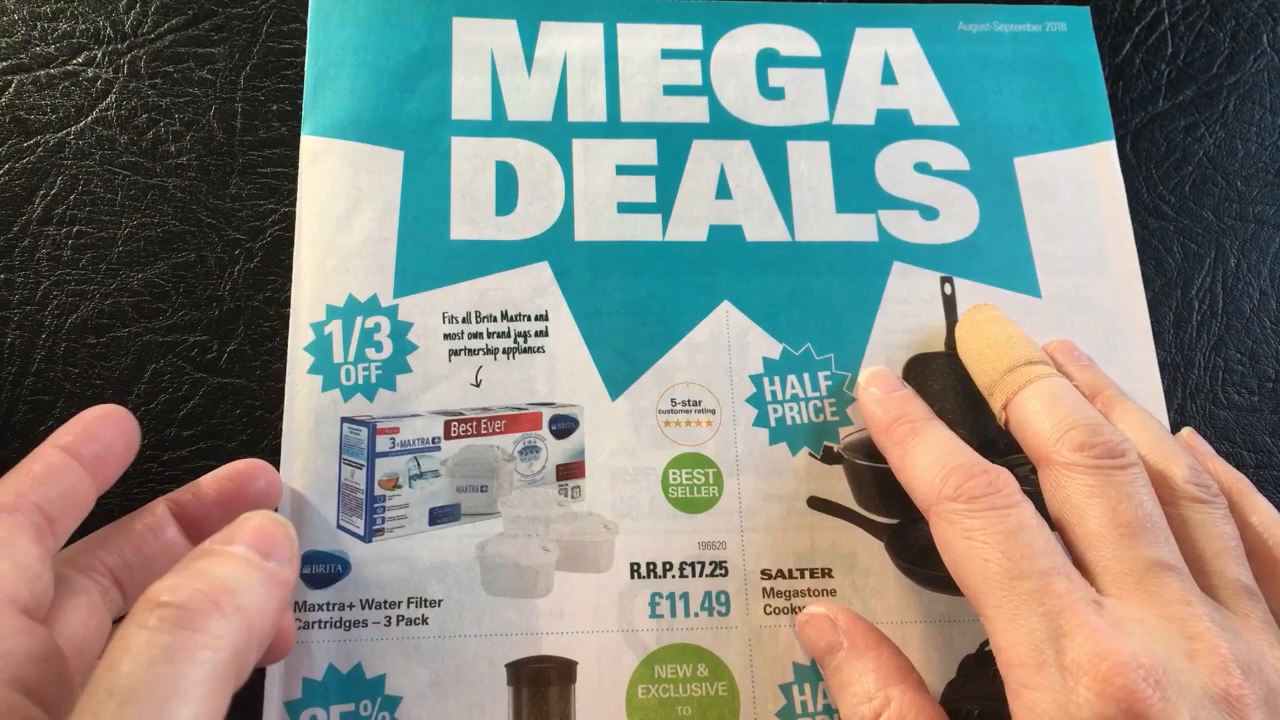 August-September 2018
MEGA
DEALS
1/3
OFF
Fits all Brita Maxtra and
most own brand jugs and
partnership appliances
Best Ever
BRITA
3×MAXTRA+
MAXTRA+
5-star
customer rating
★★★★★
BEST
SELLER
BRITA
196620
R.R.P. £17.25
£11.49
Maxtra+ Water Filter
Cartridges – 3 Pack
HALF
PRICE
SALTER
Megastone
NEW &
EXCLUSIVE
TO